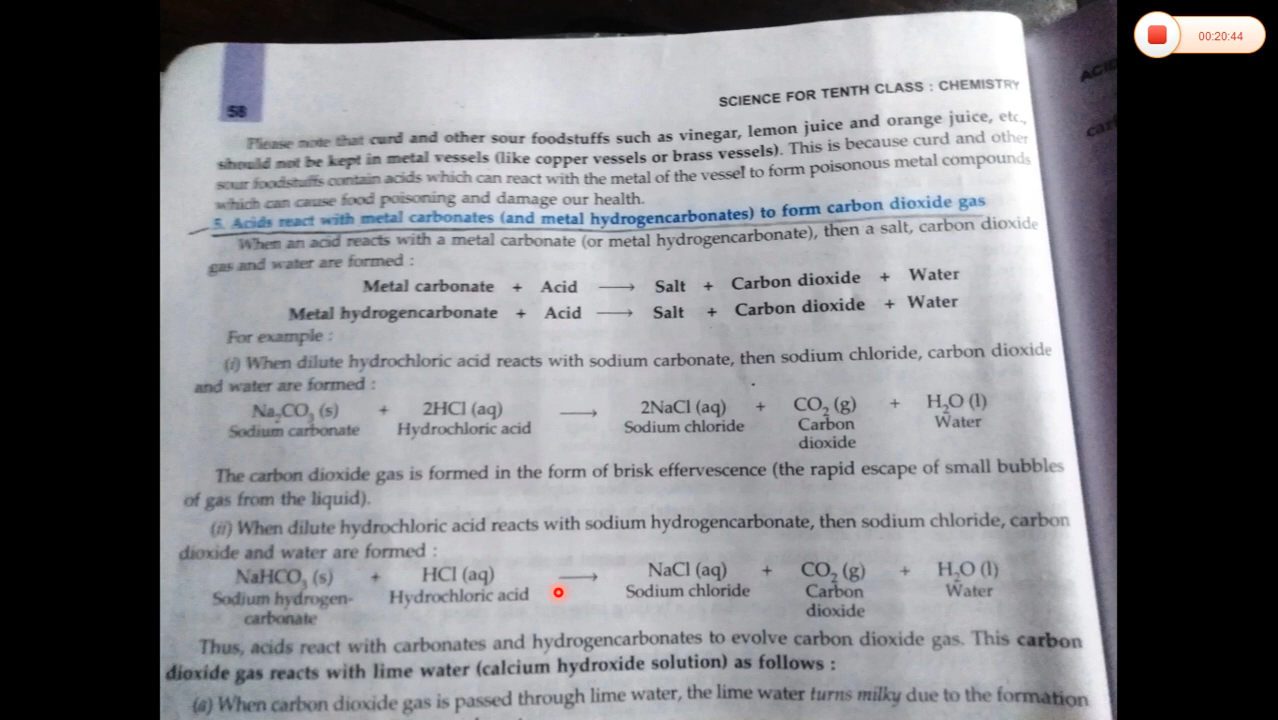 00:20:44
58
SCIENCE FOR TENTH CLASS : CHEMISTRY
Please note that curd and other sour foodstuffs such as vinegar, lemon juice and orange juice, etc.,
should not be kept in metal vessels (like copper vessels or brass vessels). This is because curd and other
sour foodstuffs contain acids which can react with the metal of the vessel to form poisonous metal compounds
which can cause food poisoning and damage our health.
5. Acids react with metal carbonates (and metal hydrogencarbonates) to form carbon dioxide gas
When an acid reacts with a metal carbonate (or metal hydrogencarbonate), then a salt, carbon dioxide
gas and water are formed :
Metal carbonate + Acid ⟶ Salt + Carbon dioxide + Water
Metal hydrogencarbonate + Acid ⟶ Salt + Carbon dioxide + Water
For example :
(i) When dilute hydrochloric acid reacts with sodium carbonate, then sodium chloride, carbon dioxide
and water are formed :
Na₂CO₃ (s) + 2HCl (aq) ⟶ 2NaCl (aq) + CO₂ (g) + H₂O (l)
Sodium carbonate Hydrochloric acid Sodium chloride Carbon Water
dioxide
The carbon dioxide gas is formed in the form of brisk effervescence (the rapid escape of small bubbles
of gas from the liquid).
(ii) When dilute hydrochloric acid reacts with sodium hydrogencarbonate, then sodium chloride, carbon
dioxide and water are formed :
NaHCO₃ (s) + HCl (aq) ⟶ NaCl (aq) + CO₂ (g) + H₂O (l)
Sodium hydrogen- Hydrochloric acid Sodium chloride Carbon Water
carbonate dioxide
Thus, acids react with carbonates and hydrogencarbonates to evolve carbon dioxide gas. This carbon
dioxide gas reacts with lime water (calcium hydroxide solution) as follows :
(a) When carbon dioxide gas is passed through lime water, the lime water turns milky due to the formation